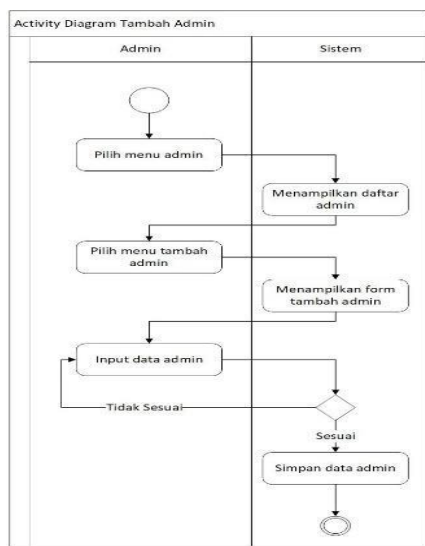 Activity Diagram Tambah Admin
Admin
Sistem
Pilih menu admin
Menampilkan daftar
admin
Pilih menu tambah
admin
Menampilkan form
tambah admin
Input data admin
Tidak Sesuai
Sesuai
Simpan data admin